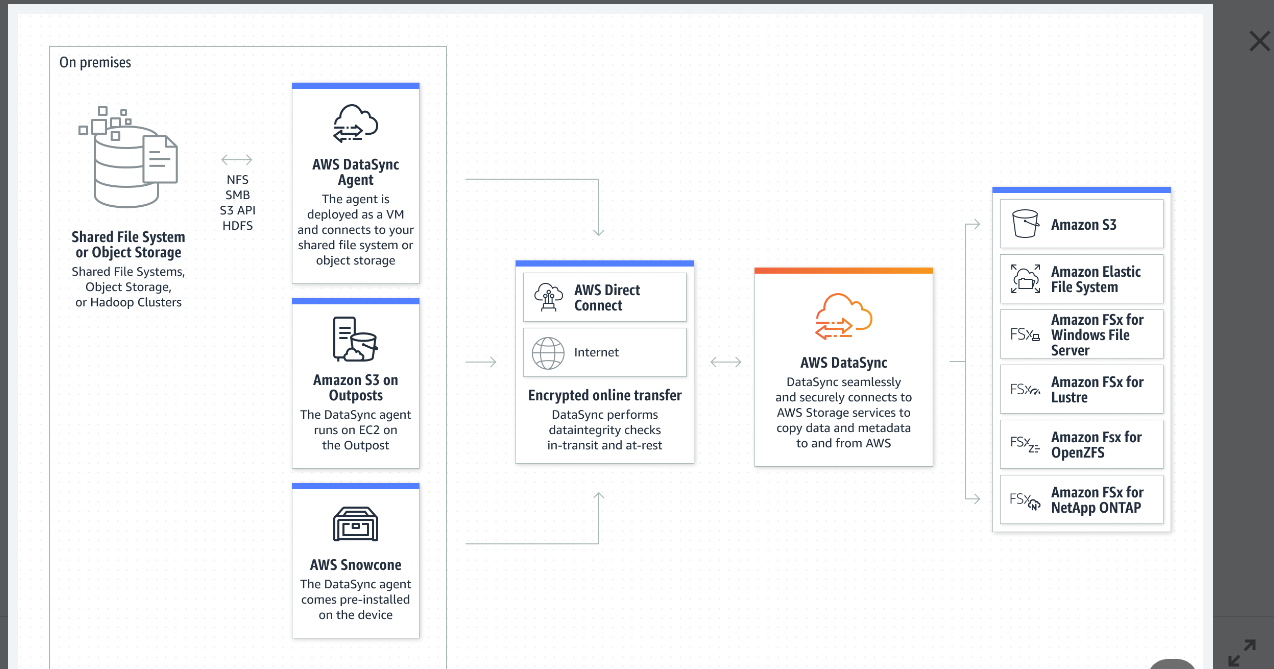 On premises
Shared File System
or Object Storage
Shared File Systems,
Object Storage,
or Hadoop Clusters
NFS
SMB
S3 API
HDFS
AWS DataSync
Agent
The agent is
deployed as a VM
and connects to your
shared file system or
object storage
Amazon S3 on
Outposts
The DataSync agent
runs on EC2 on
the Outpost
AWS Snowcone
The DataSync agent
comes pre-installed
on the device
AWS Direct
Connect
Internet
Encrypted online transfer
DataSync performs
dataintegrity checks
in-transit and at-rest
AWS DataSync
DataSync seamlessly
and securely connects to
AWS Storage services to
copy data and metadata
to and from AWS
Amazon S3
Amazon Elastic
File System
FSx
Amazon FSx for
Windows File
Server
FSx
Amazon FSx for
Lustre
FSx
Amazon Fsx for
OpenZFS
FSx
Amazon FSx for
NetApp ONTAP